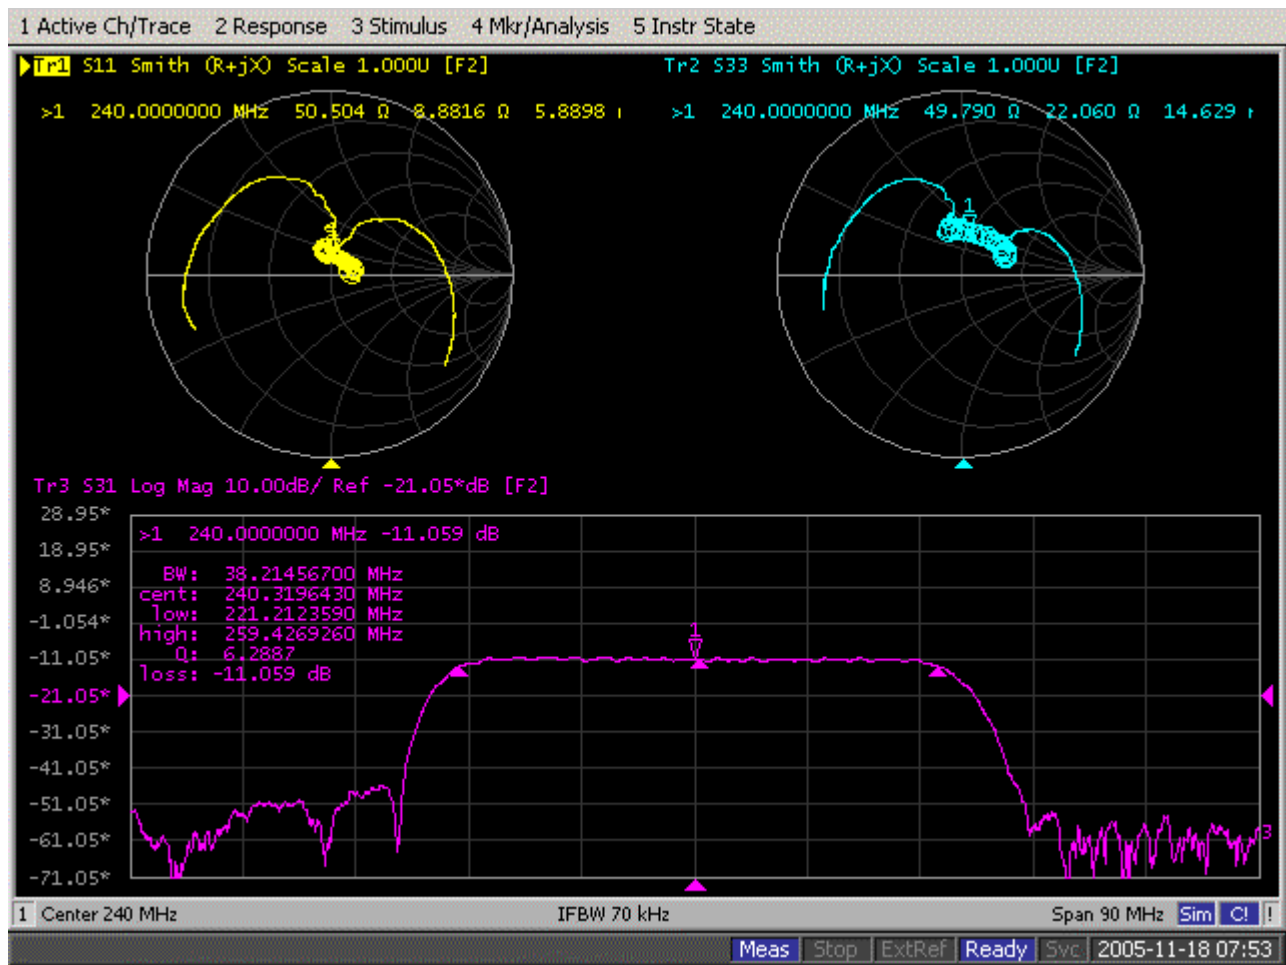 1 Active Ch/Trace 2 Response 3 Stimulus 4 Mkr/Analysis 5 Instr State
Tr1 S11 Smith (R+jX) Scale 1.000U [F2]
>1 240.0000000 MHz 50.504 Ω 8.8816 Ω 5.8898
Tr2 S33 Smith (R+jX) Scale 1.000U [F2]
>1 240.0000000 MHz 49.790 Ω 22.060 Ω 14.629
1
Tr3 S31 Log Mag 10.00dB/ Ref -21.05*dB [F2]
28.95*
18.95*
8.946*
-1.054*
-11.05*
-21.05*
-31.05*
-41.05*
-51.05*
-61.05*
-71.05*
>1 240.0000000 MHz -11.059 dB
BW: 38.21456700 MHz
cent: 240.3196430 MHz
low: 221.2123590 MHz
high: 259.4269260 MHz
Q: 6.2887
loss: -11.059 dB
1
3
1 Center 240 MHz IFBW 70 kHz Span 90 MHz Sim C! !
Meas Stop ExtRef Ready Svc 2005-11-18 07:53